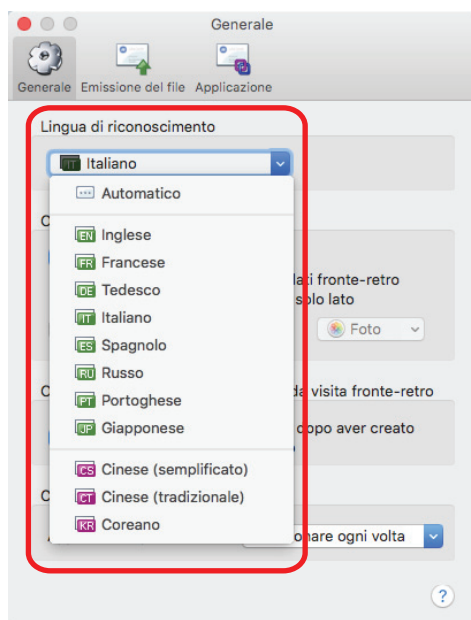 Generale
Generale Emissione del file Applicazione
Lingua di riconoscimento
IT Italiano
Automatico
EN Inglese
FR Francese
lati fronte-retro
DE Tedesco
solo lato
IT Italiano
Foto
ES Spagnolo
RU Russo
da visita fronte-retro
PT Portoghese
JP Giapponese
dopo aver creato
CS Cinese (semplificato)
CT Cinese (tradizionale)
KR Coreano
onare ogni volta
?